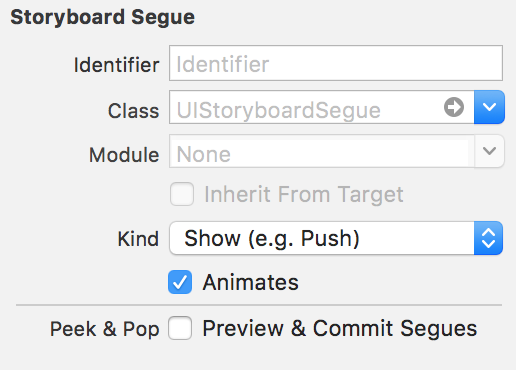 Storyboard Segue
Identifier Identifier
Class UIStoryboardSegue
Module None
Inherit From Target
Kind Show (e.g. Push)
Animates
Peek & Pop Preview & Commit Segues